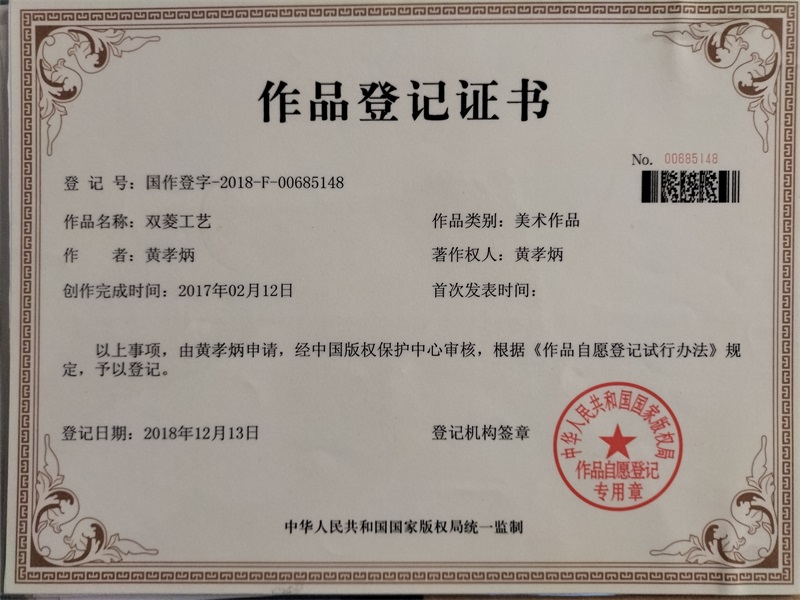 作品登记证书
No. 00685148
登 记 号：国作登字-2018-F-00685148
作品名称：双菱工艺
作品类别：美术作品
作 者：黄孝炳
著作权人：黄孝炳
创作完成时间：2017年02月12日
首次发表时间：
以上事项，由黄孝炳申请，经中国版权保护中心审核，根据《作品自愿登记试行办法》规
定，予以登记。
登记日期：2018年12月13日
登记机构签章
中华人民共和国国家版权局
作品自愿登记
专用章
中华人民共和国国家版权局统一监制